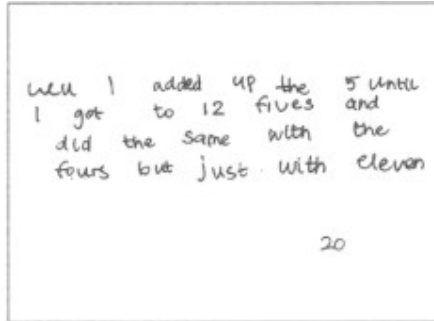 well I added up the 5 until
I got to 12 fives and
did the same with the
fours but just with eleven
20